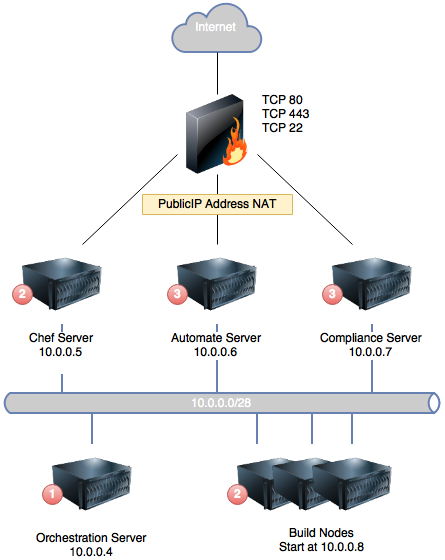 Internet
TCP 80
TCP 443
TCP 22
PublicIP Address NAT
2
3
3
Chef Server
10.0.0.5
Automate Server
10.0.0.6
Compliance Server
10.0.0.7
10.0.0.0/28
1
2
Orchestration Server
10.0.0.4
Build Nodes
Start at 10.0.0.8